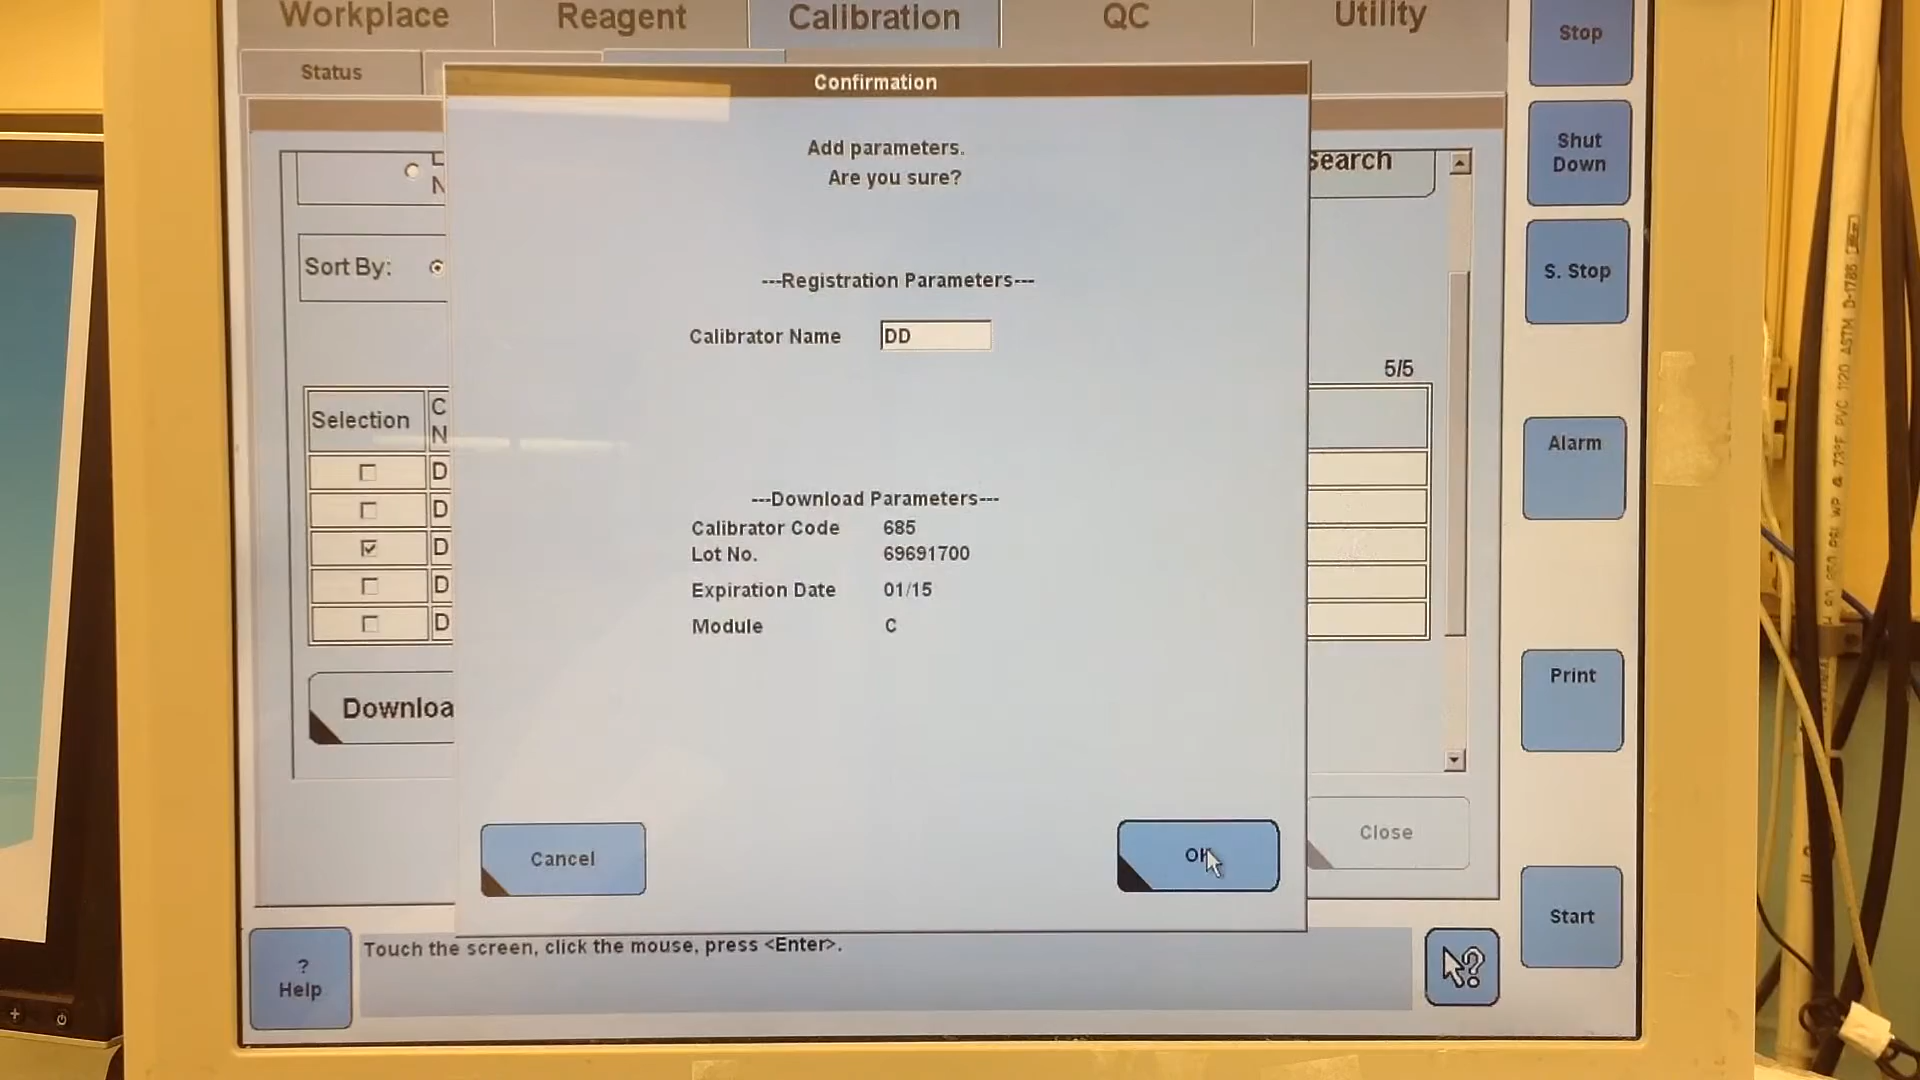 Workplace
Reagent
Calibration
QC
Utility
Stop
Status
Confirmation
Add parameters.
Are you sure?
Shut
Down
Search
N
Sort By:
---Registration Parameters---
S. Stop
Calibrator Name DD
5/5
Selection
C
N
D
D
D
D
D
Alarm
---Download Parameters---
Calibrator Code 685
Lot No. 69691700
Expiration Date 01/15
Module C
Print
Downloa
Cancel
OK
Close
Start
Touch the screen, click the mouse, press <Enter>.
?
Help
?